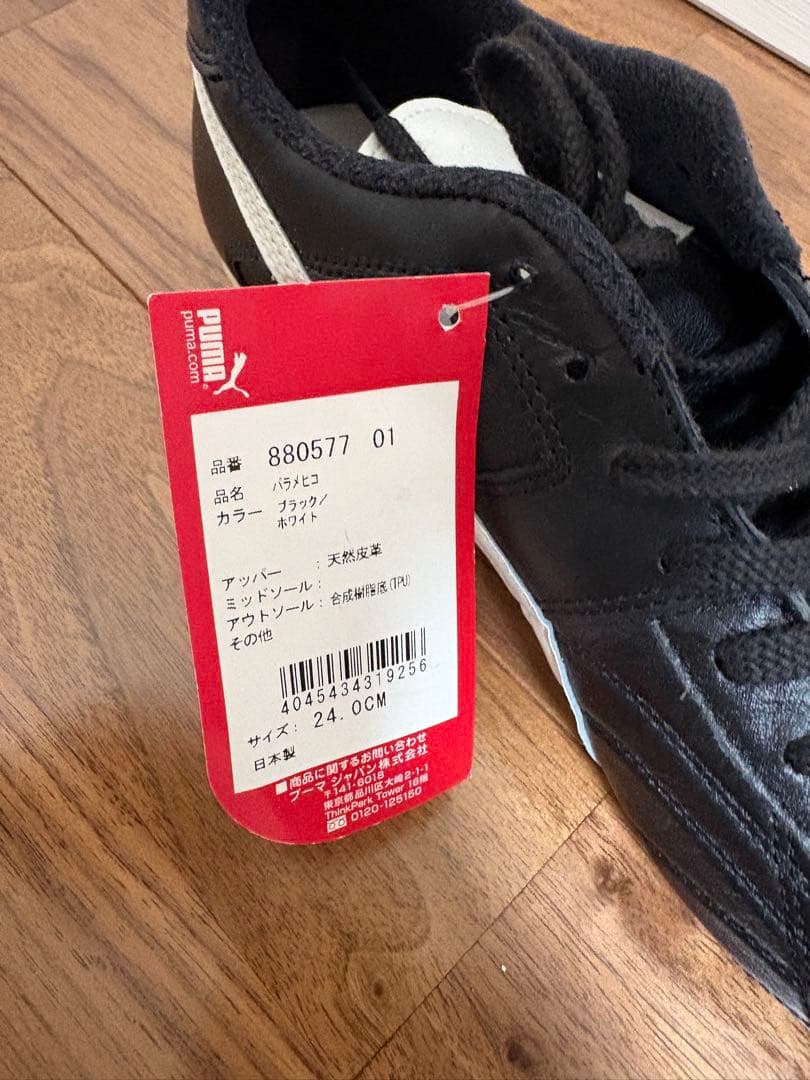 PUMA®
puma.com
品番 880577 01
品名 パラメヒコ
カラー ブラック/
ホワイト
アッパー : 天然皮革
ミッドソール :
アウトソール : 合成樹脂底(TPU)
その他
4045434319256
サイズ: 24.0CM
日本製
■商品に関するお問い合わせ
プーマ ジャパン株式会社
〒141-6018
東京都品川区大崎2-1-1
ThinkPark Tower 18階
0120-125150